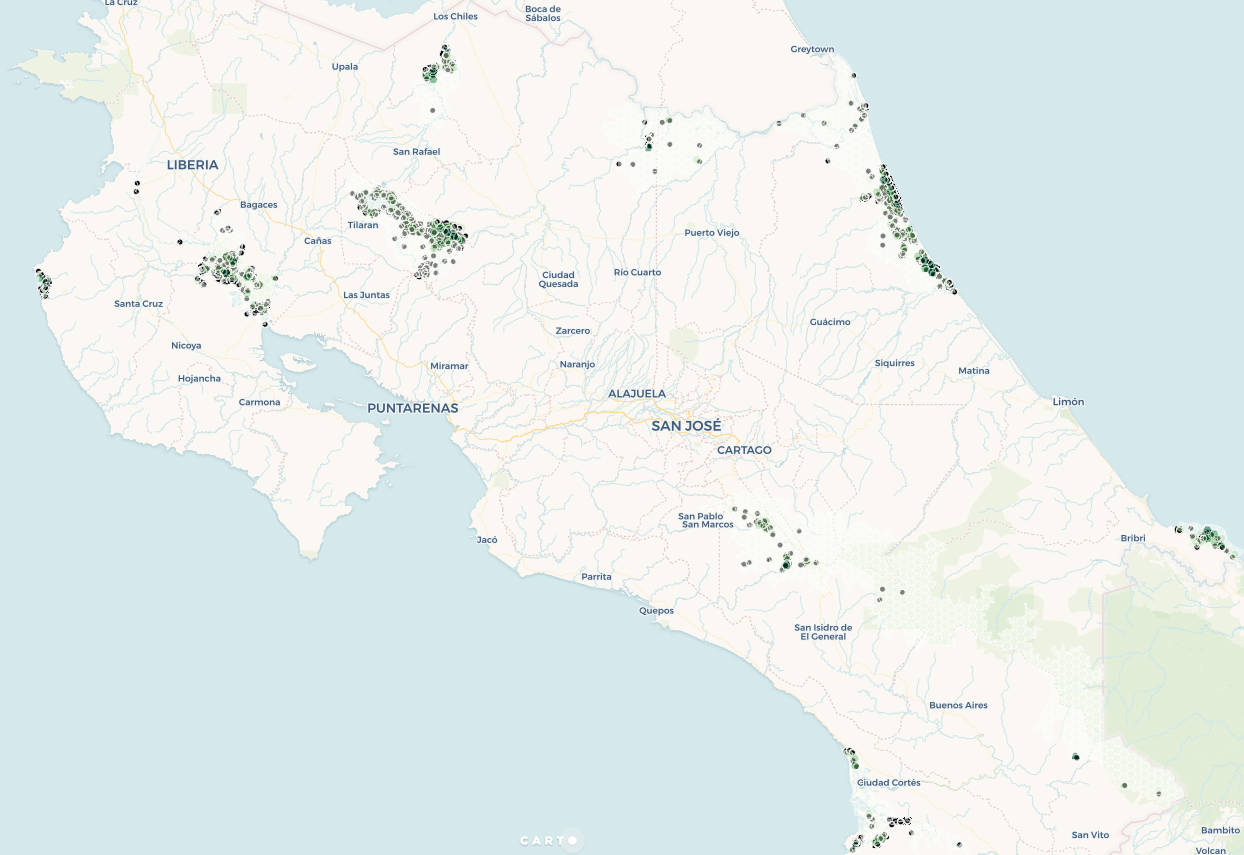 La Cruz
Los Chiles
Boca de
Sábalos
Greytown
Upala
San Rafael
LIBERIA
Bagaces
Tilaran
Cañas
Puerto Viejo
Ciudad
Quesada
Río Cuarto
Las Juntas
Santa Cruz
Guácimo
Zarcero
Nicoya
Naranjo
Miramar
Siquirres
Matina
Hojancha
Carmona
PUNTARENAS
ALAJUELA
Limón
SAN JOSÉ
CARTAGO
San Pablo
San Marcos
Jacó
Bribri
Parrita
Quepos
San Isidro de
El General
Buenos Aires
Ciudad Cortés
San Vito
Bambito
Volcan
CARTO